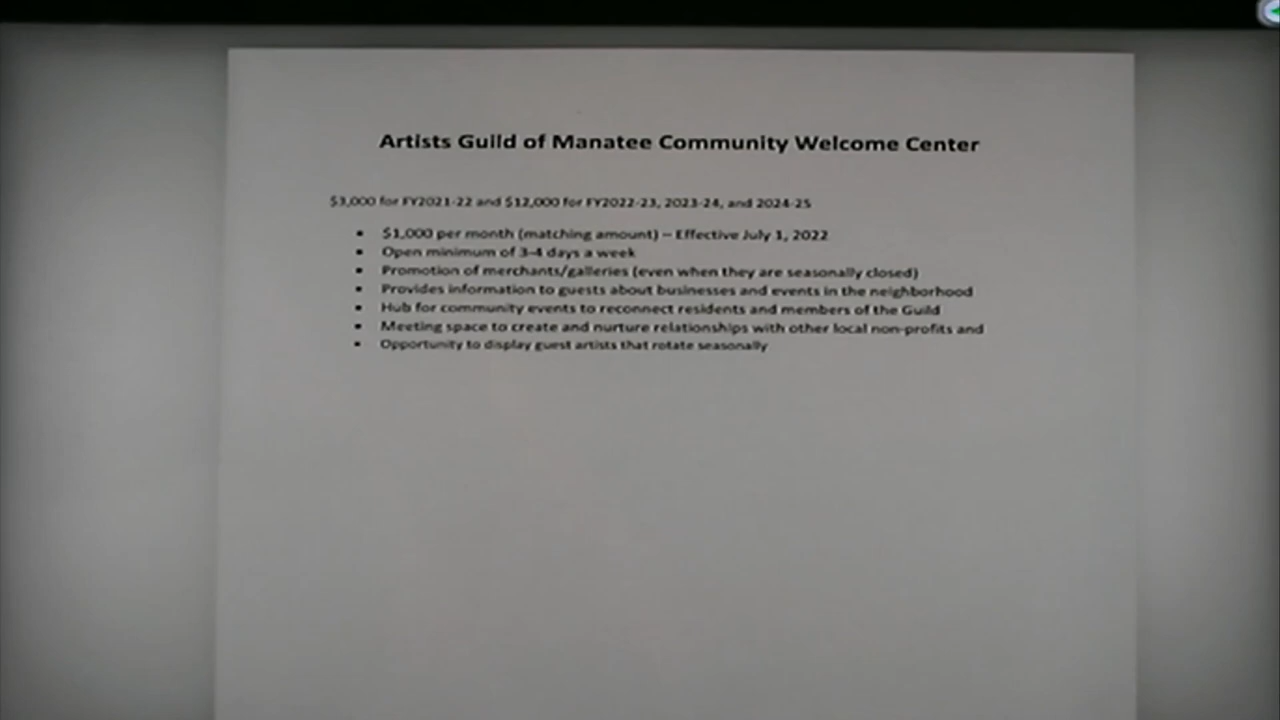 Artists Guild of Manatee Community Welcome Center
$3,000 for FY2021-22 and $12,000 for FY2022-23, 2023-24, and 2024-25
▪ $1,000 per month (matching amount) – Effective July 1, 2022
▪ Open minimum of 3-4 days a week
▪ Promotion of merchants/galleries (even when they are seasonally closed)
▪ Provides information to guests about businesses and events in the neighborhood
▪ Hub for community events to reconnect residents and members of the Guild
▪ Meeting space to create and nurture relationships with other local non-profits and
▪ Opportunity to display guest artists that rotate seasonally